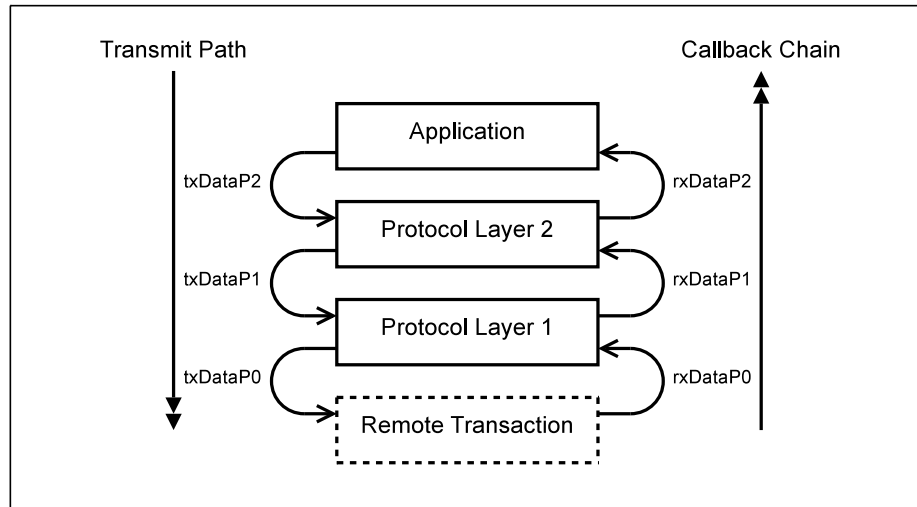 Transmit Path
Callback Chain
Application
txDataP2
rxDataP2
Protocol Layer 2
txDataP1
rxDataP1
Protocol Layer 1
txDataP0
rxDataP0
Remote Transaction